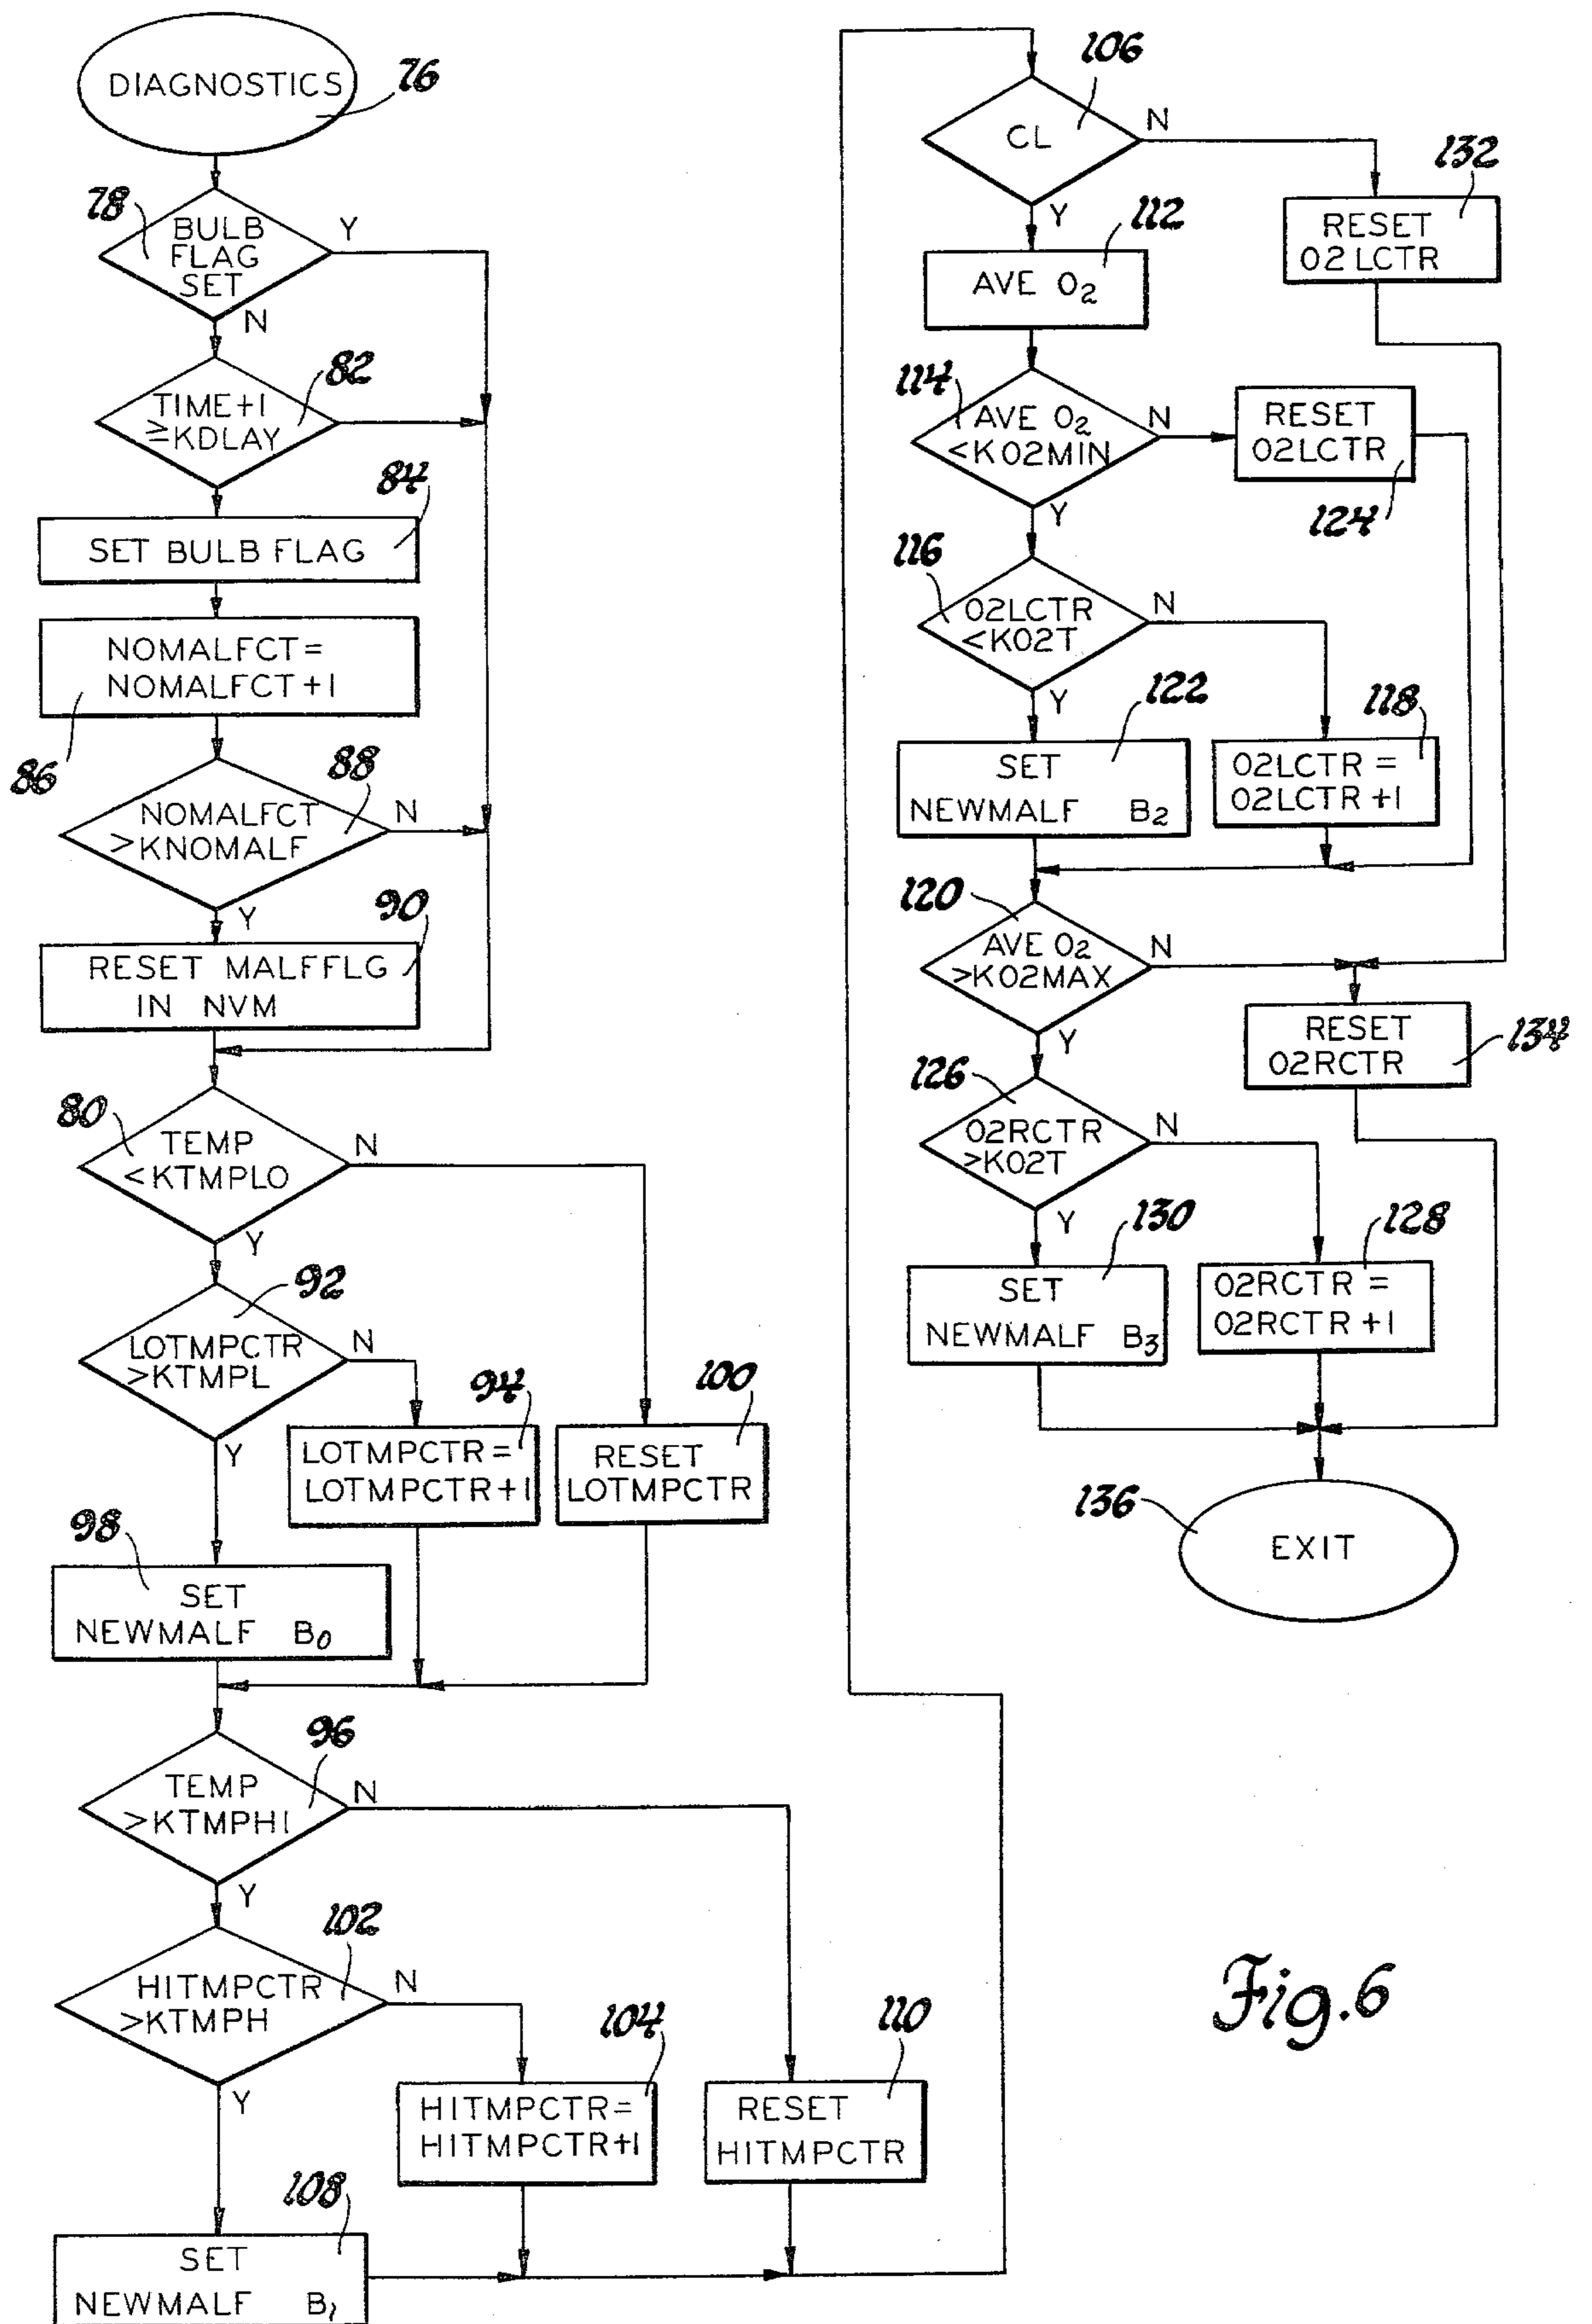 DIAGNOSTICS
76
78
BULB
FLAG
SET
Y
N
82
TIME+1
≧KDLAY
84
SET BULB FLAG
NOMALFCT=
NOMALFCT+1
86
88
NOMALFCT
>KNOMALF
N
Y
90
RESET MALFFLG
IN NVM
80
TEMP
<KTMPLO
N
Y
92
LOTMPCTR
>KTMPL
N
Y
94
LOTMPCTR=
LOTMPCTR+1
100
RESET
LOTMPCTR
98
SET
NEWMALF B0
96
TEMP
>KTMPHI
N
Y
102
HITMPCTR
>KTMPH
N
Y
104
HITMPCTR=
HITMPCTR+1
110
RESET
HITMPCTR
108
SET
NEWMALF B1
106
CL
N
Y
132
RESET
02LCTR
112
AVE O2
114
AVE O2
<K02MIN
N
Y
RESET
02LCTR
124
116
02LCTR
<K02T
N
Y
122
SET
NEWMALF B2
118
02LCTR=
02LCTR+1
120
AVE O2
>K02MAX
N
Y
RESET
02RCTR
134
126
02RCTR
>K02T
N
Y
130
SET
NEWMALF B3
128
02RCTR=
02RCTR+1
136
EXIT
Fig.6